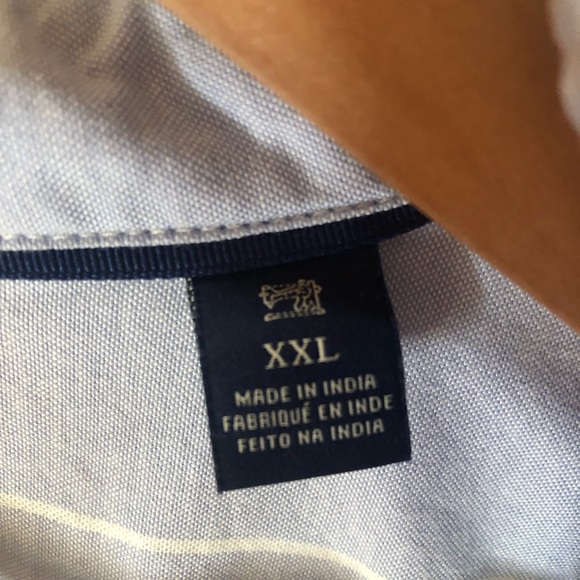 XXL
MADE IN INDIA
FABRIQUÉ EN INDE
FEITO NA INDIA